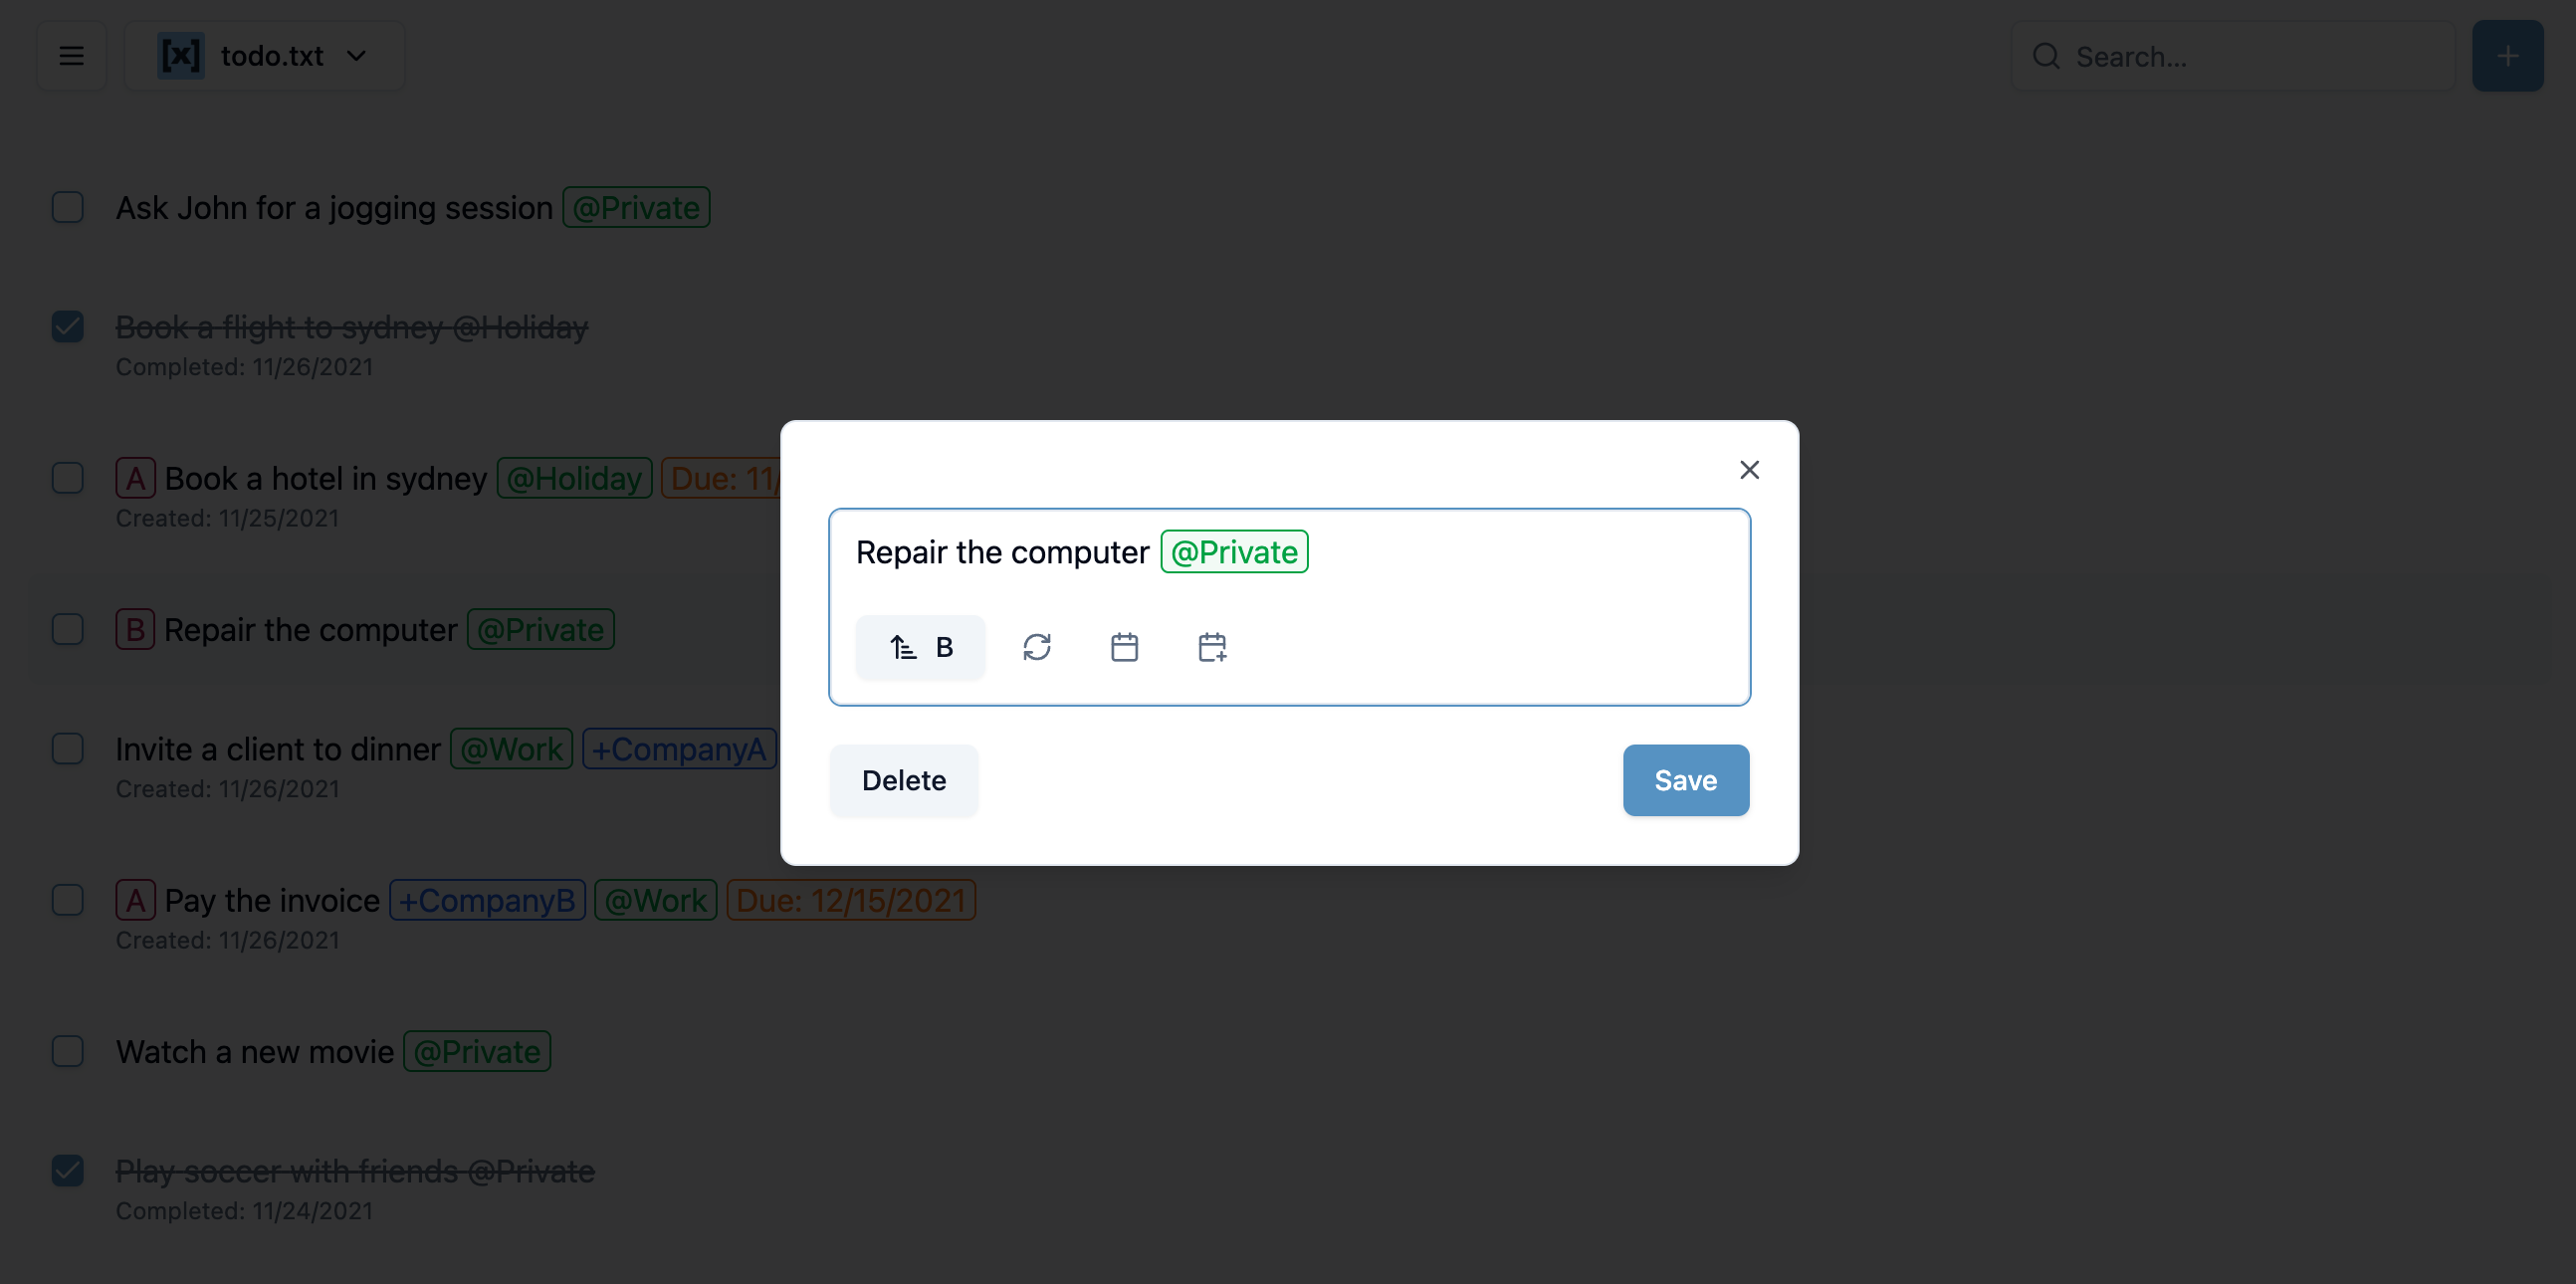 [x] todo.txt
Search...
Ask John for a jogging session @Private
Book a flight to sydney @Holiday
Completed: 11/26/2021
A Book a hotel in sydney @Holiday Due: 11/
Created: 11/25/2021
B Repair the computer @Private
Invite a client to dinner @Work +CompanyA
Created: 11/26/2021
A Pay the invoice +CompanyB @Work Due: 12/15/2021
Created: 11/26/2021
Watch a new movie @Private
Play soccer with friends @Private
Completed: 11/24/2021
Repair the computer @Private
B
Delete
Save